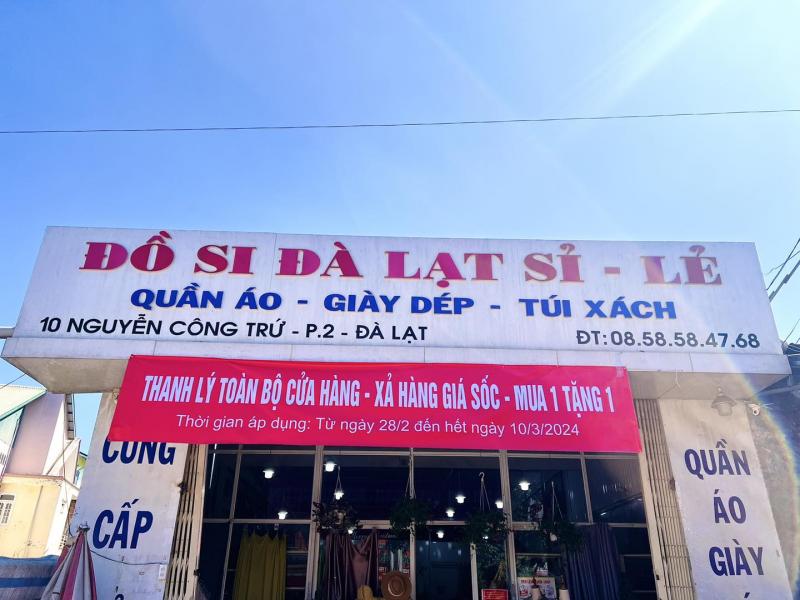 ĐỒ SI ĐÀ LẠT SỈ - LẺ
QUẦN ÁO - GIÀY DÉP - TÚI XÁCH
10 NGUYỄN CÔNG TRỨ - P.2 - ĐÀ LẠT
ĐT: 08.58.58.47.68
THANH LÝ TOÀN BỘ CỬA HÀNG - XẢ HÀNG GIÁ SỐC - MUA 1 TẶNG 1
Thời gian áp dụng: Từ ngày 28/2 đến hết ngày 10/3/2024
CUNG
CẤP
QUẦN
ÁO
GIÀY